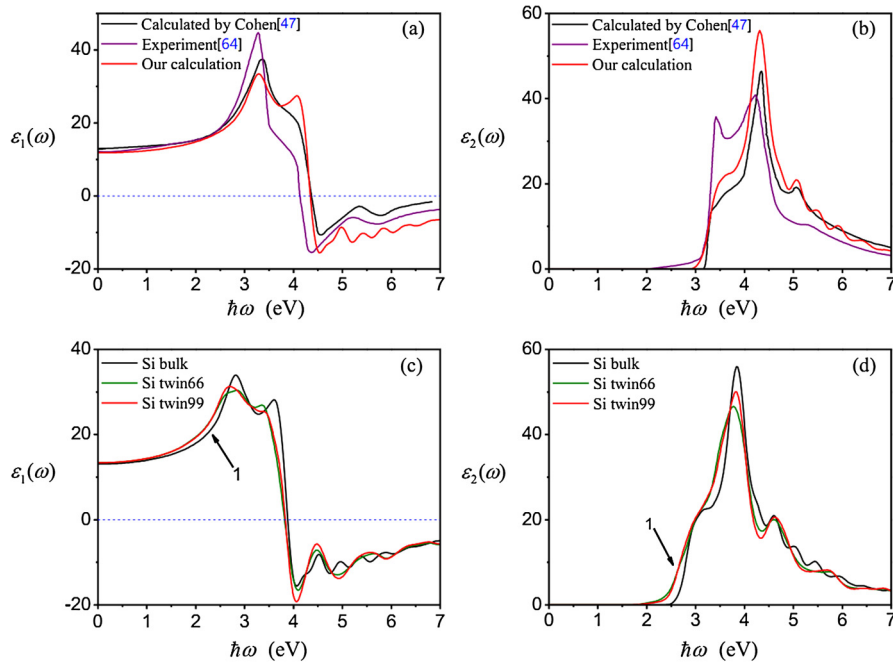 (a)
Calculated by Cohen[47]
Experiment[64]
Our calculation
ε₁(ω)
40
20
0
-20
0 1 2 3 4 5 6 7
ħω (eV)
(b)
Calculated by Cohen[47]
Experiment[64]
Our calculation
ε₂(ω)
60
40
20
0
0 1 2 3 4 5 6 7
ħω (eV)
(c)
Si bulk
Si twin66
Si twin99
1
ε₁(ω)
40
20
0
-20
0 1 2 3 4 5 6 7
ħω (eV)
(d)
Si bulk
Si twin66
Si twin99
1
ε₂(ω)
60
40
20
0
0 1 2 3 4 5 6 7
ħω (eV)